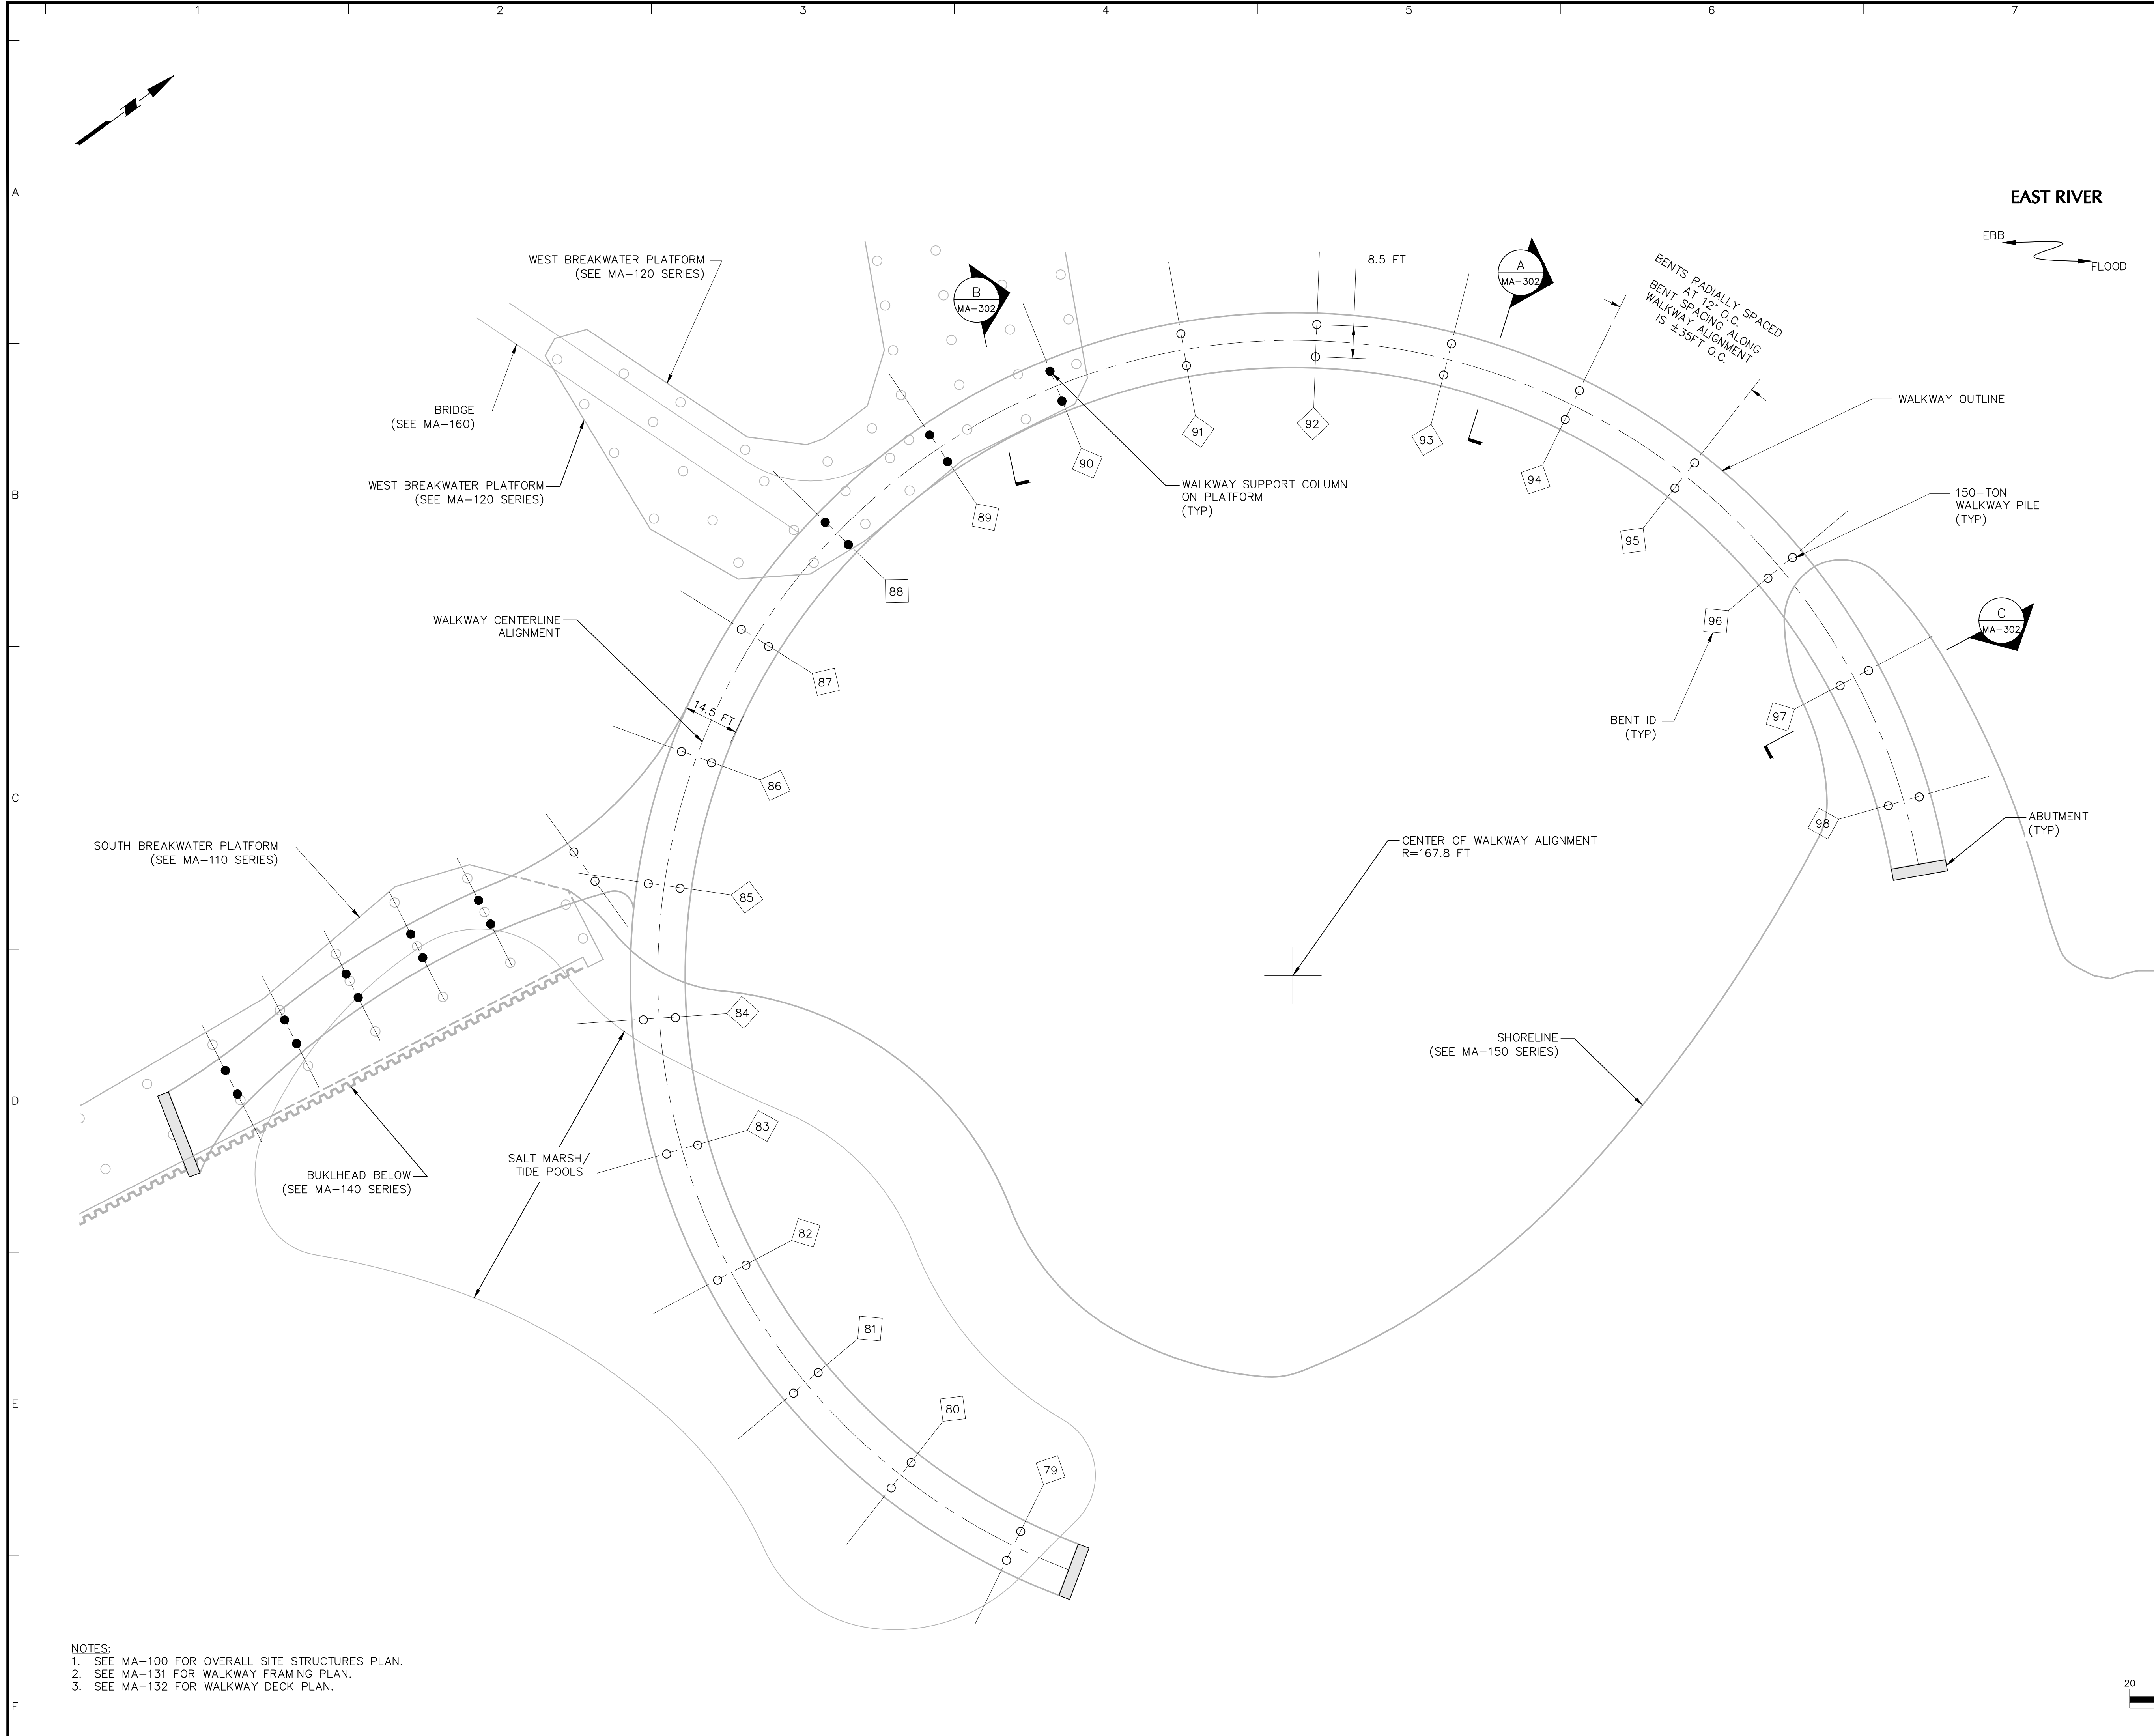 1
2
3
4
5
6
7
A
B
C
D
E
F
EAST RIVER
EBB
FLOOD
WEST BREAKWATER PLATFORM
(SEE MA-120 SERIES)
B
MA-302
8.5 FT
A
MA-302
BENTS RADIALLY SPACED
AT 12° O.C.
BENT SPACING ALONG
WALKWAY ALIGNMENT
IS ±35FT O.C.
BRIDGE
(SEE MA-160)
WALKWAY OUTLINE
91
92
93
90
94
WEST BREAKWATER PLATFORM
(SEE MA-120 SERIES)
WALKWAY SUPPORT COLUMN
ON PLATFORM
(TYP)
150-TON
WALKWAY PILE
(TYP)
89
95
88
96
C
MA-302
WALKWAY CENTERLINE
ALIGNMENT
87
14.5 FT
97
BENT ID
(TYP)
86
98
ABUTMENT
(TYP)
SOUTH BREAKWATER PLATFORM
(SEE MA-110 SERIES)
CENTER OF WALKWAY ALIGNMENT
R=167.8 FT
85
84
SHORELINE
(SEE MA-150 SERIES)
83
SALT MARSH/
TIDE POOLS
BUKLHEAD BELOW
(SEE MA-140 SERIES)
82
81
80
79
NOTES:
1. SEE MA-100 FOR OVERALL SITE STRUCTURES PLAN.
2. SEE MA-131 FOR WALKWAY FRAMING PLAN.
3. SEE MA-132 FOR WALKWAY DECK PLAN.
20